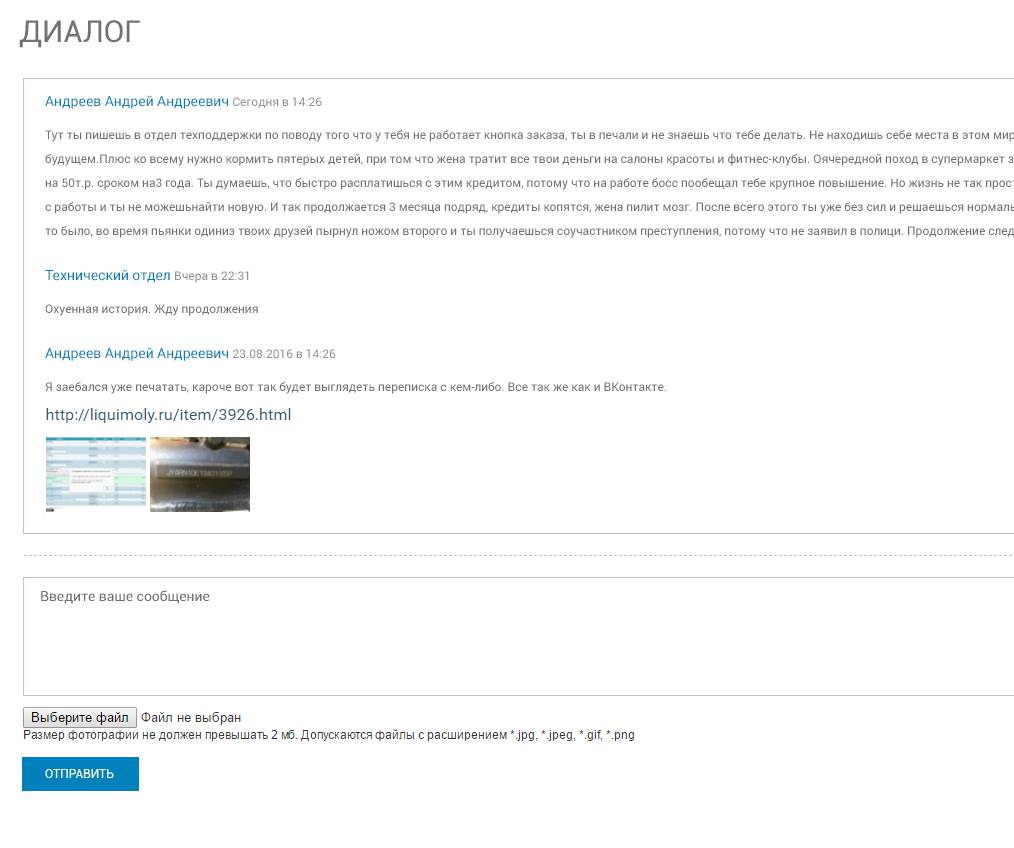 ДИАЛОГ
Андреев Андрей Андреевич Сегодня в 14:26
Тут ты пишешь в отдел техподдержки по поводу того что у тебя не работает кнопка заказа, ты в печали и не знаешь что тебе делать. Не находишь себе места в этом мир
будущем.Плюс ко всему нужно кормить пятерых детей, при том что жена тратит все твои деньги на салоны красоты и фитнес-клубы. Оячередной поход в супермаркет з
на 50т.р. сроком на3 года. Ты думаешь, что быстро расплатишься с этим кредитом, потому что на работе босс пообещал тебе крупное повышение. Но жизнь не так прост
с работы и ты не можешьнайти новую. И так продолжается 3 месяца подряд, кредиты копятся, жена пилит мозг. После всего этого ты уже без сил и решаешься нормаль
то было, во время пьянки одиниз твоих друзей пырнул ножом второго и ты получаешься соучастником преступления, потому что не заявил в полици. Продолжение след
Технический отдел Вчера в 22:31
Охуенная история. Жду продолжения
Андреев Андрей Андреевич 23.08.2016 в 14:26
Я заебался уже печатать, кароче вот так будет выглядеть переписка с кем-либо. Все так же как и ВКонтакте.
http://liquimoly.ru/item/3926.html
Введите ваше сообщение
Выберите файл Файл не выбран
Размер фотографии не должен превышать 2 мб. Допускаются файлы с расширением *.jpg, *.jpeg, *.gif, *.png
ОТПРАВИТЬ